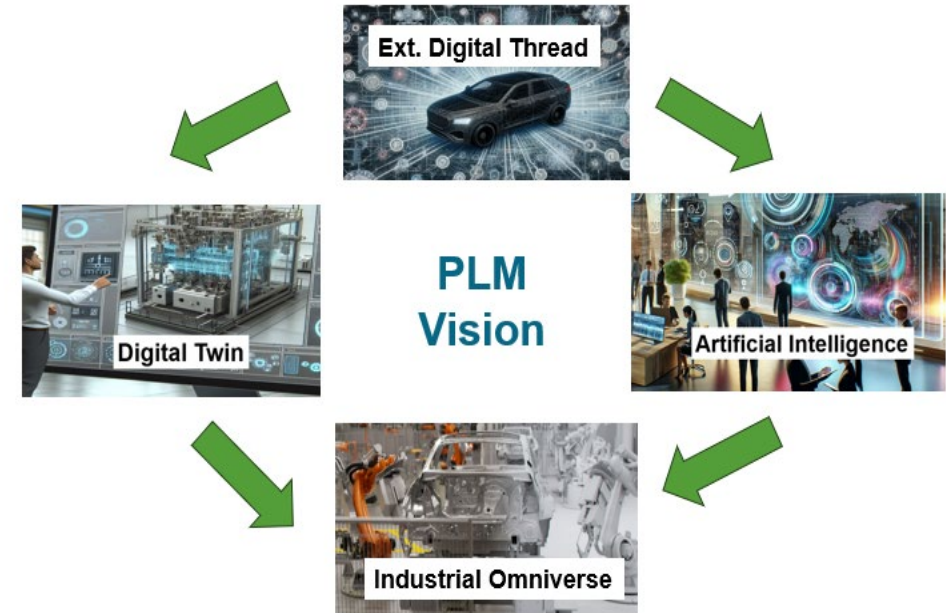 Ext. Digital Thread
PLM
Vision
Digital Twin
Artificial Intelligence
Industrial Omniverse